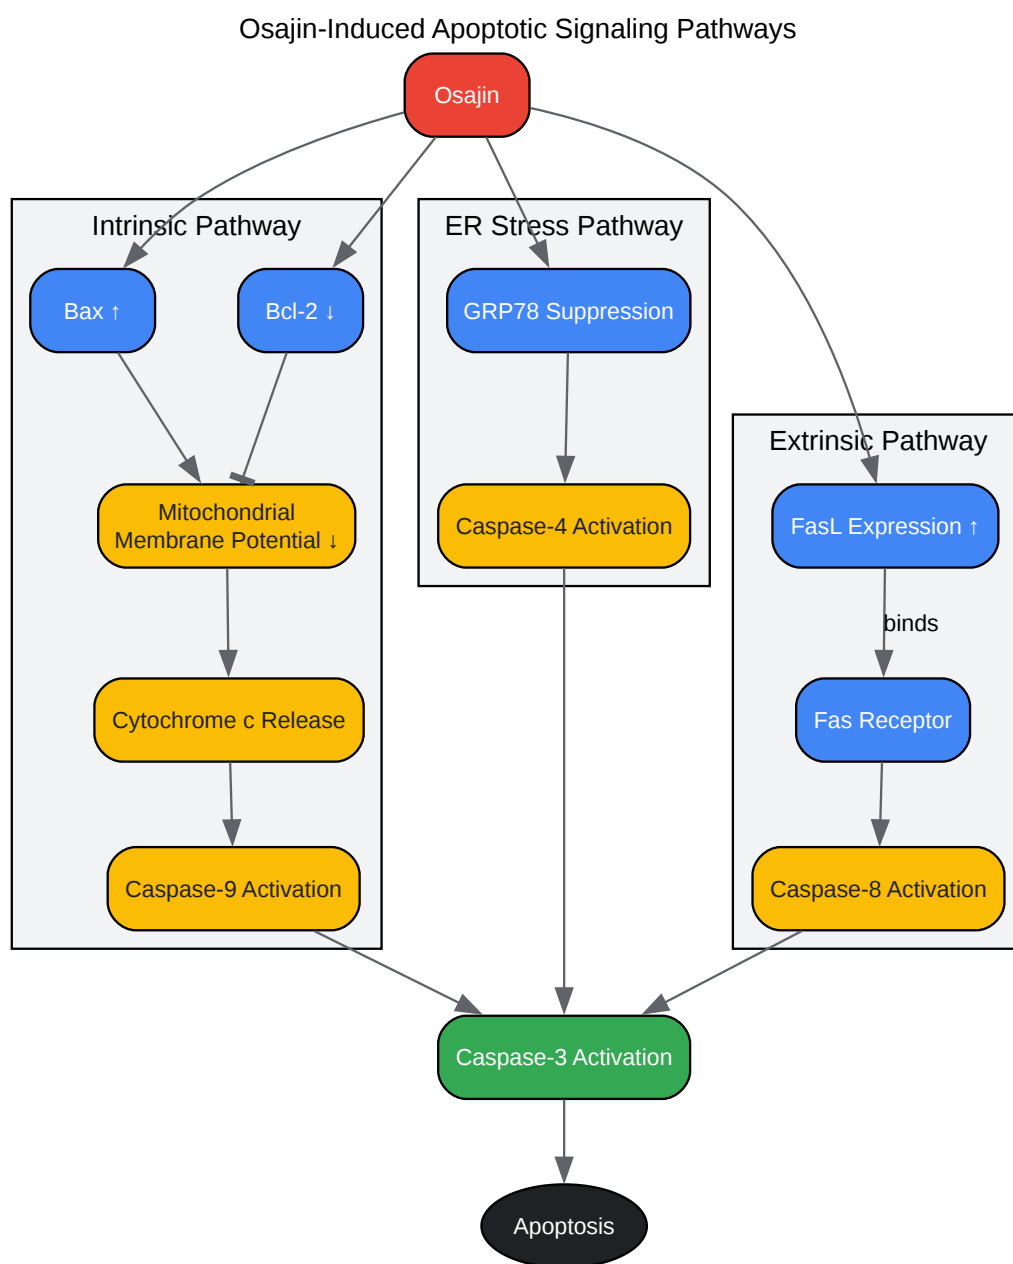 Osajin-Induced Apoptotic Signaling Pathways
Osajin
Intrinsic Pathway
Bax ↑
Bcl-2 ↓
Mitochondrial
Membrane Potential ↓
Cytochrome c Release
Caspase-9 Activation
ER Stress Pathway
GRP78 Suppression
Caspase-4 Activation
Extrinsic Pathway
FasL Expression ↑
binds
Fas Receptor
Caspase-8 Activation
Caspase-3 Activation
Apoptosis